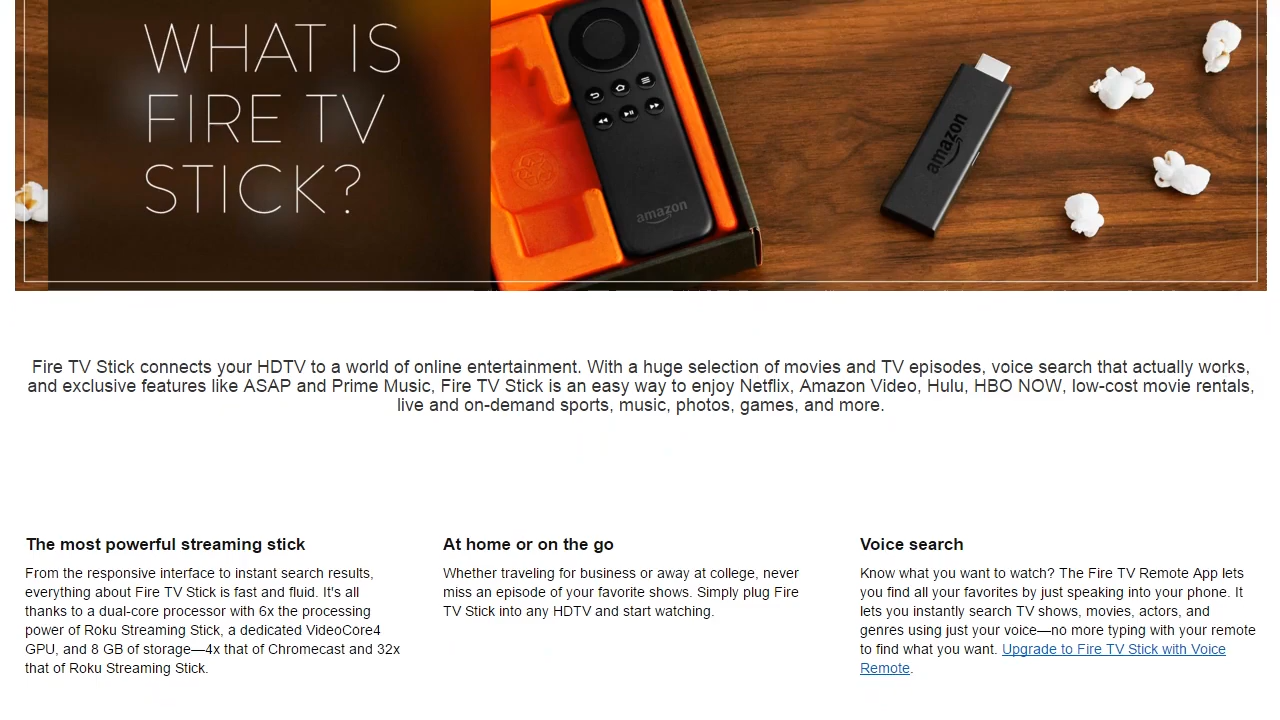 WHAT IS
FIRE TV
STICK?
amazon
amazon
Fire TV Stick connects your HDTV to a world of online entertainment. With a huge selection of movies and TV episodes, voice search that actually works,
and exclusive features like ASAP and Prime Music, Fire TV Stick is an easy way to enjoy Netflix, Amazon Video, Hulu, HBO NOW, low-cost movie rentals,
live and on-demand sports, music, photos, games, and more.
The most powerful streaming stick
From the responsive interface to instant search results,
everything about Fire TV Stick is fast and fluid. It's all
thanks to a dual-core processor with 6x the processing
power of Roku Streaming Stick, a dedicated VideoCore4
GPU, and 8 GB of storage—4x that of Chromecast and 32x
that of Roku Streaming Stick.
At home or on the go
Whether traveling for business or away at college, never
miss an episode of your favorite shows. Simply plug Fire
TV Stick into any HDTV and start watching.
Voice search
Know what you want to watch? The Fire TV Remote App lets
you find all your favorites by just speaking into your phone. It
lets you instantly search TV shows, movies, actors, and
genres using just your voice—no more typing with your remote
to find what you want. Upgrade to Fire TV Stick with Voice
Remote.